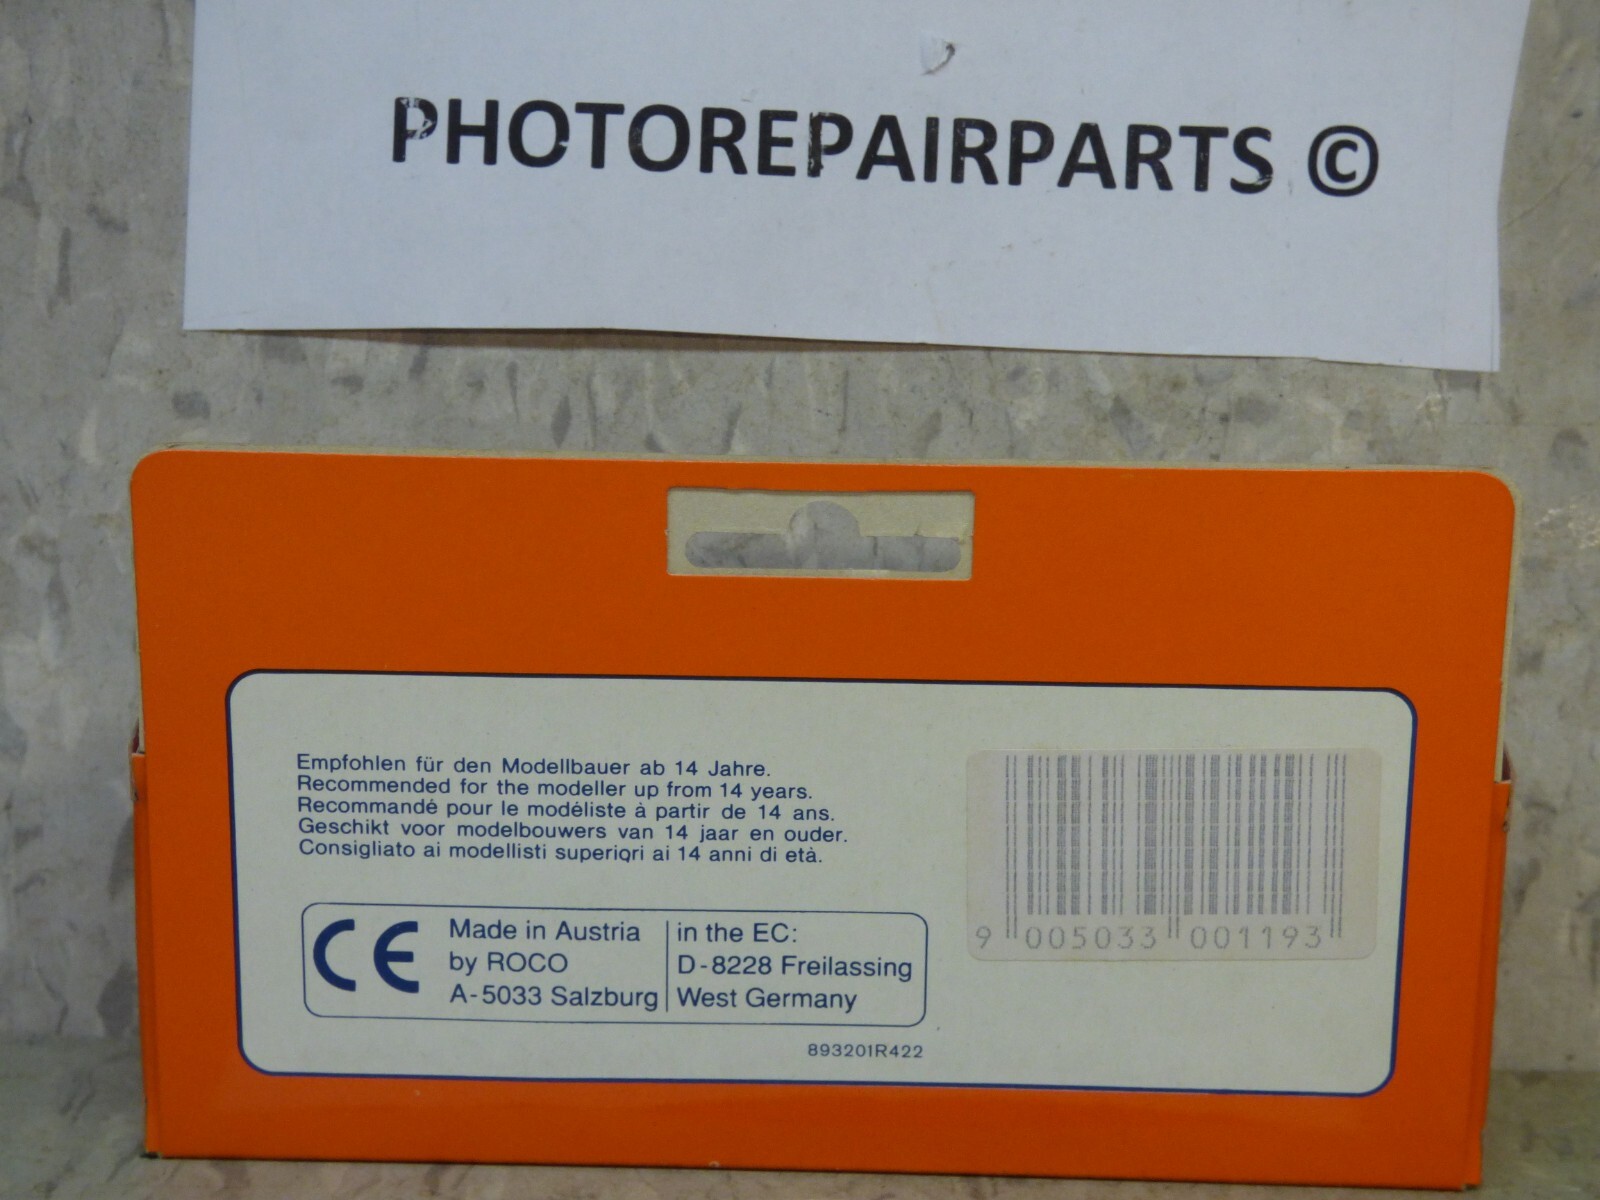 PHOTOREPAIRPARTS ©
Empfohlen für den Modellbauer ab 14 Jahre.
Recommended for the modeller up from 14 years.
Recommandé pour le modéliste à partir de 14 ans.
Geschikt voor modelbouwers van 14 jaar en ouder.
Consigliato ai modellisti superiori ai 14 anni di età.
CE
Made in Austria
by ROCO
A-5033 Salzburg
in the EC:
D-8228 Freilassing
West Germany
893201R422
9 005033 001193